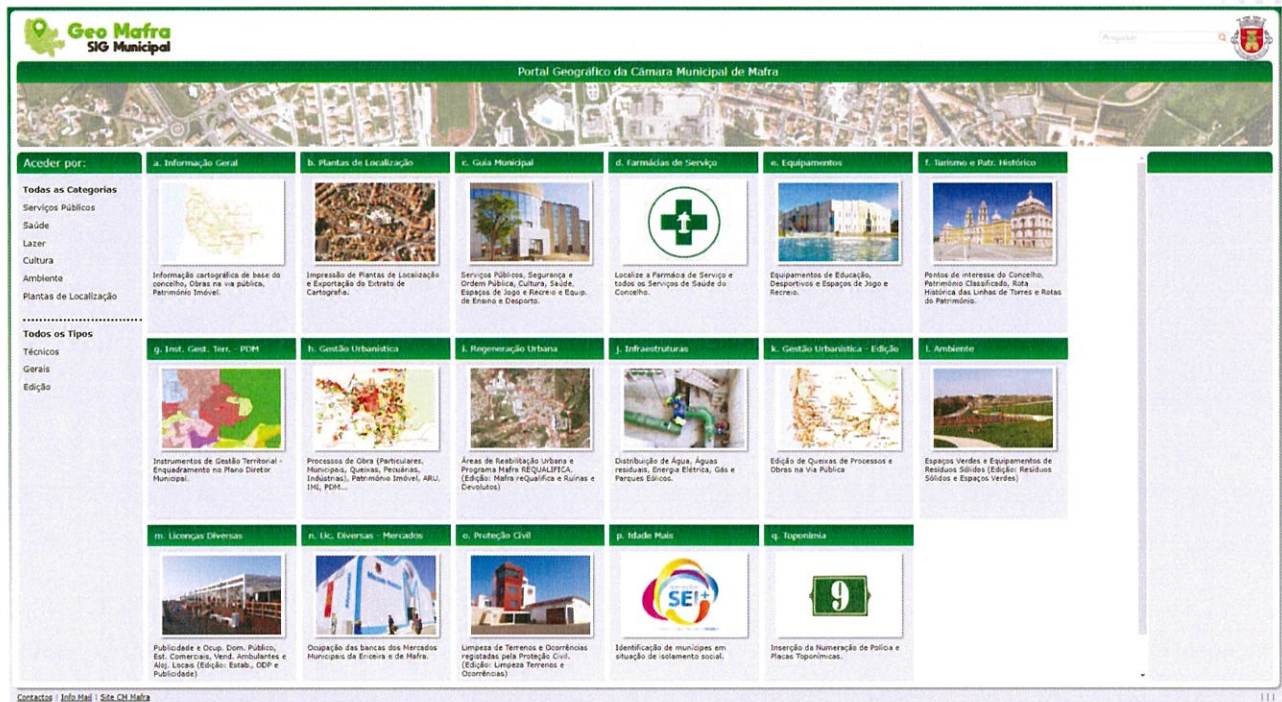 Geo Mafra
SIG Municipal
Pesquisar
Portal Geográfico da Câmara Municipal de Mafra
Aceder por:
Todas as Categorias
Serviços Públicos
Saúde
Lazer
Cultura
Ambiente
Plantas de Localização
Todos os Tipos
Técnicos
Gerais
Edição
a. Informação Geral
Informação cartográfica de base do
concelho, Obras na via pública,
Património Imóvel.
b. Plantas de Localização
Impressão de Plantas de Localização
e Exportação do Extrato de
Cartografia.
c. Guia Municipal
Serviços Públicos, Segurança e
Ordem Pública, Cultura, Saúde,
Espaços de Jogo e Recreio e Equip.
de Ensino e Desporto.
d. Farmácias de Serviço
Localize a Farmácia de Serviço e
todos os Serviços de Saúde do
Concelho.
e. Equipamentos
Equipamentos de Educação,
Desportivos e Espaços de Jogo e
Recreio.
f. Turismo e Patr. Histórico
Pontos de interesse do Concelho,
Património Classificado, Rota
Histórica das Linhas de Torres e Rotas
do Património.
g. Inst. Gest. Terr. - PDM
Instrumentos de Gestão Territorial -
Enquadramento no Plano Diretor
Municipal.
h. Gestão Urbanística
Processos de Obra (Particulares,
Municipais, Queixas, Pecuárias,
Indústrias), Património Imóvel, ARU,
IMI, PDM...
i. Regeneração Urbana
Áreas de Reabilitação Urbana e
Programa Mafra REQUALIFICA.
(Edição: Mafra reQualifica e Ruínas e
Devolutos)
j. Infraestruturas
Distribuição de Água, Águas
residuais, Energia Elétrica, Gás e
Parques Eólicos.
k. Gestão Urbanística - Edição
Edição de Queixas de Processos e
Obras na Via Pública
l. Ambiente
Espaços Verdes e Equipamentos de
Resíduos Sólidos (Edição: Resíduos
Sólidos e Espaços Verdes)
m. Licenças Diversas
Publicidade e Ocup. Dom. Público,
Est. Comerciais, Vend. Ambulantes e
Aloj. Locais (Edição: Estab., ODP e
Publicidade)
n. Lic. Diversas - Mercados
Ocupação das bancas dos Mercados
Municipais da Ericeira e de Mafra.
o. Proteção Civil
Limpeza de Terrenos e Ocorrências
registadas pela Proteção Civil.
(Edição: Limpeza Terrenos e
Ocorrências)
p. Idade Mais
SEI+
Identificação de munícipes em
situação de isolamento social.
q. Toponímia
9
Inserção da Numeração de Polícia e
Placas Toponímicas.
Contactos | Info Mail | Site CM Mafra